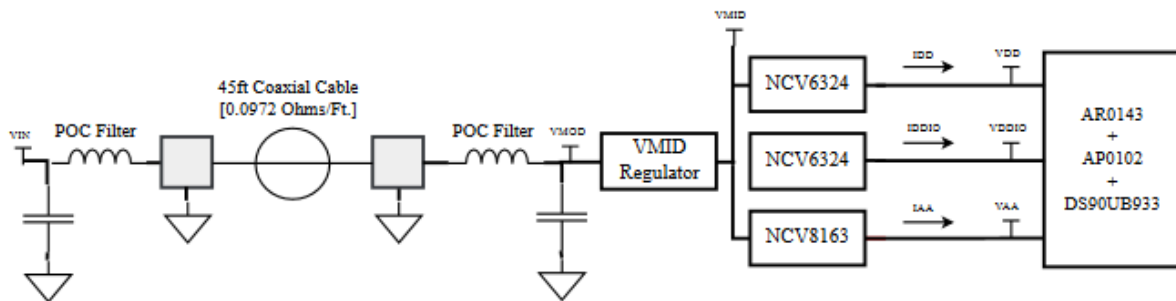 VIN
POC Filter
45ft Coaxial Cable
[0.0972 Ohms/Ft.]
POC Filter
VMOD
VMID
Regulator
VMID
NCV6324
IDD
VDD
NCV6324
IDDIO
VDDIO
NCV8163
IAA
VAA
AR0143
+
AP0102
+
DS90UB933